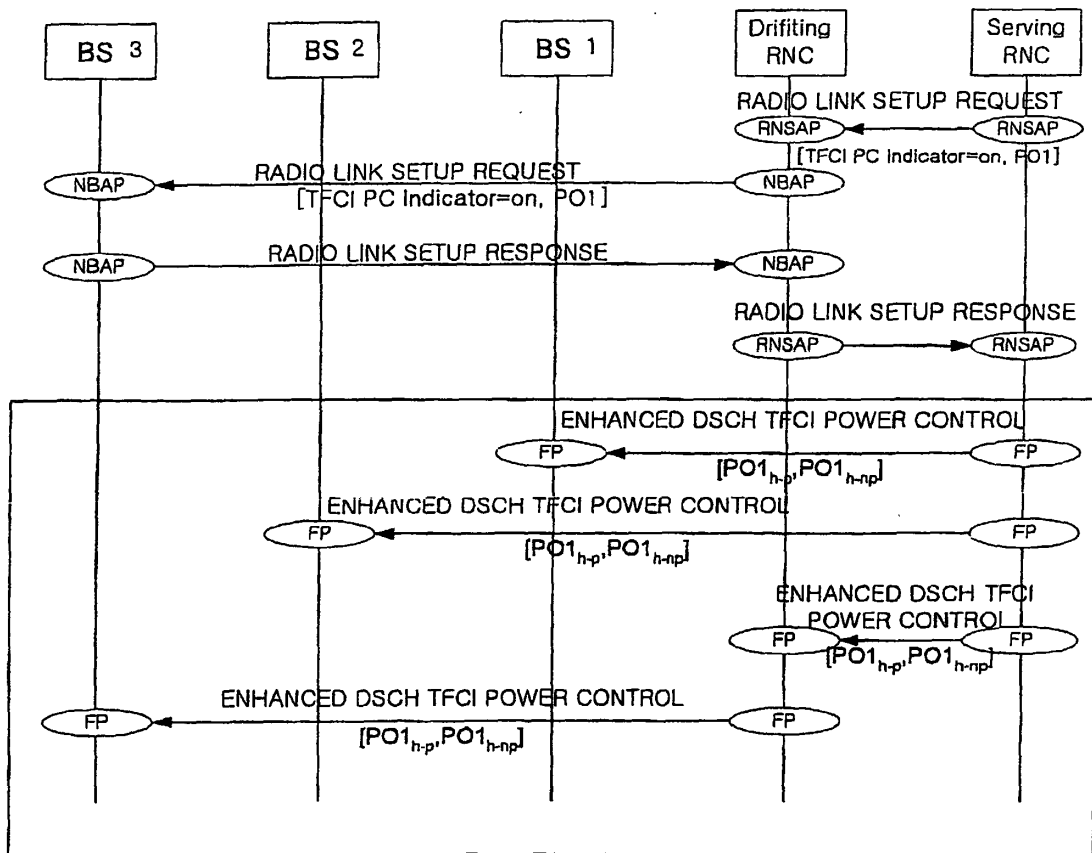 BS 3
BS 2
BS 1
Drifiting
RNC
Serving
RNC
RADIO LINK SETUP REQUEST
RNSAP
RNSAP
[TFCI PC Indicator=on, PO1]
RADIO LINK SETUP REQUEST
NBAP
NBAP
[TFCI PC Indicator=on, PO1]
RADIO LINK SETUP RESPONSE
NBAP
NBAP
RADIO LINK SETUP RESPONSE
RNSAP
RNSAP
ENHANCED DSCH TFCI POWER CONTROL
FP
FP
[PO1h-p,PO1h-np]
ENHANCED DSCH TFCI POWER CONTROL
FP
FP
[PO1h-p,PO1h-np]
ENHANCED DSCH TFCI
POWER CONTROL
FP
FP
[PO1h-p,PO1h-np]
ENHANCED DSCH TFCI POWER CONTROL
FP
FP
[PO1h-p,PO1h-np]